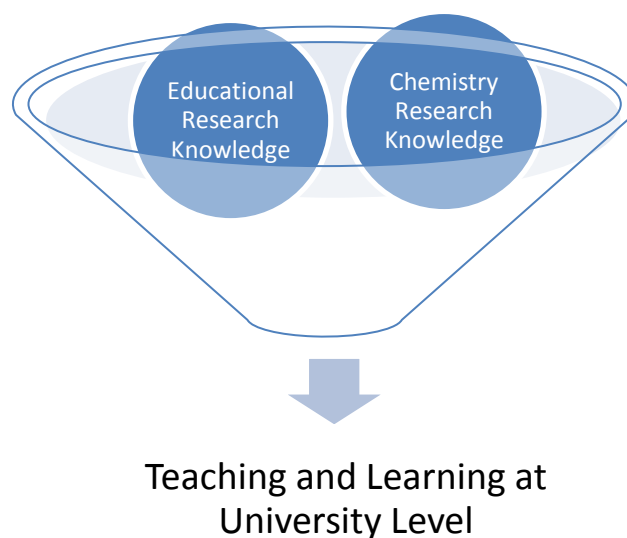 Educational
Research
Knowledge
Chemistry
Research
Knowledge
Teaching and Learning at
University Level